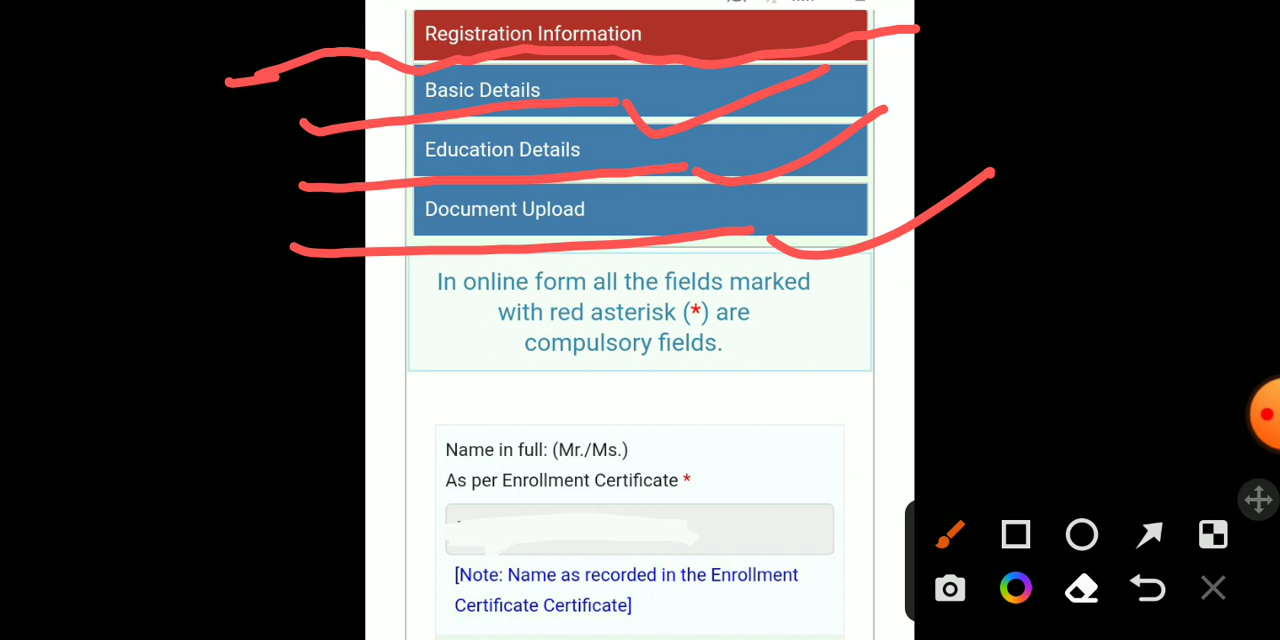 Registration Information
Basic Details
Education Details
Document Upload
In online form all the fields marked
with red asterisk (*) are
compulsory fields.
Name in full: (Mr./Ms.)
As per Enrollment Certificate *
[Note: Name as recorded in the Enrollment
Certificate Certificate]